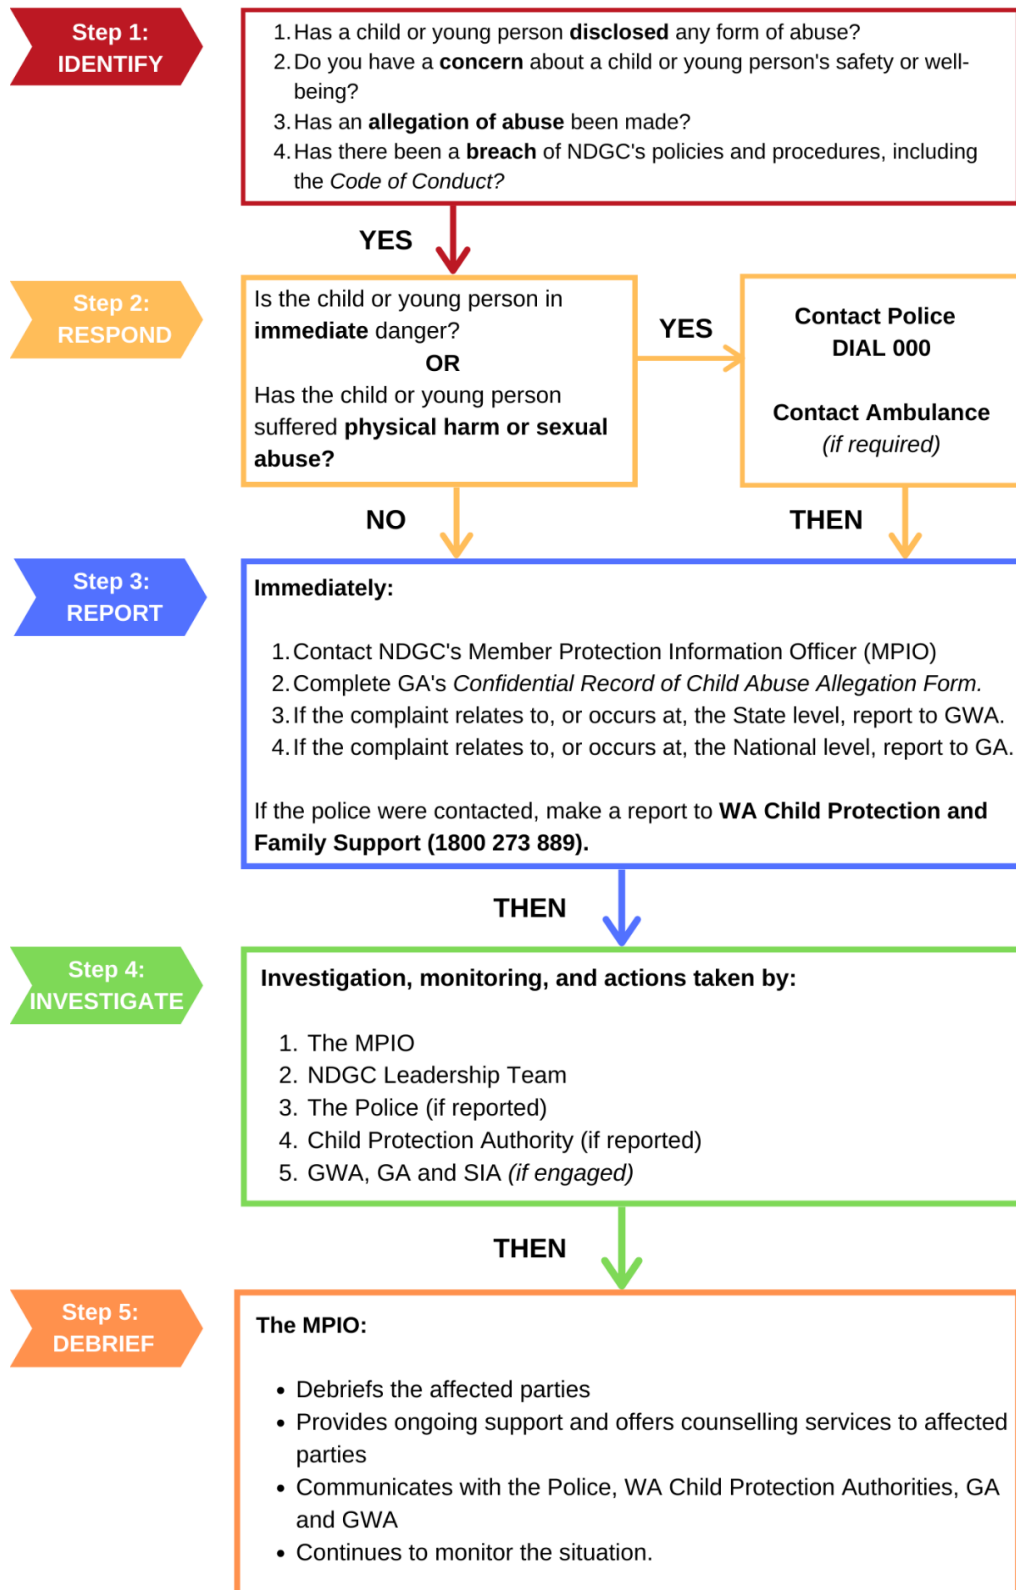 Step 1:
IDENTIFY
1. Has a child or young person disclosed any form of abuse?
2. Do you have a concern about a child or young person's safety or well-
being?
3. Has an allegation of abuse been made?
4. Has there been a breach of NDGC's policies and procedures, including
the Code of Conduct?
YES
Step 2:
RESPOND
Is the child or young person in
immediate danger?
OR
Has the child or young person
suffered physical harm or sexual
abuse?
YES
Contact Police
DIAL 000
Contact Ambulance
(if required)
NO
THEN
Step 3:
REPORT
Immediately:
1. Contact NDGC's Member Protection Information Officer (MPIO)
2. Complete GA's Confidential Record of Child Abuse Allegation Form.
3. If the complaint relates to, or occurs at, the State level, report to GWA.
4. If the complaint relates to, or occurs at, the National level, report to GA.
If the police were contacted, make a report to WA Child Protection and
Family Support (1800 273 889).
THEN
Step 4:
INVESTIGATE
Investigation, monitoring, and actions taken by:
1. The MPIO
2. NDGC Leadership Team
3. The Police (if reported)
4. Child Protection Authority (if reported)
5. GWA, GA and SIA (if engaged)
THEN
Step 5:
DEBRIEF
The MPIO:
• Debriefs the affected parties
• Provides ongoing support and offers counselling services to affected
parties
• Communicates with the Police, WA Child Protection Authorities, GA
and GWA
• Continues to monitor the situation.